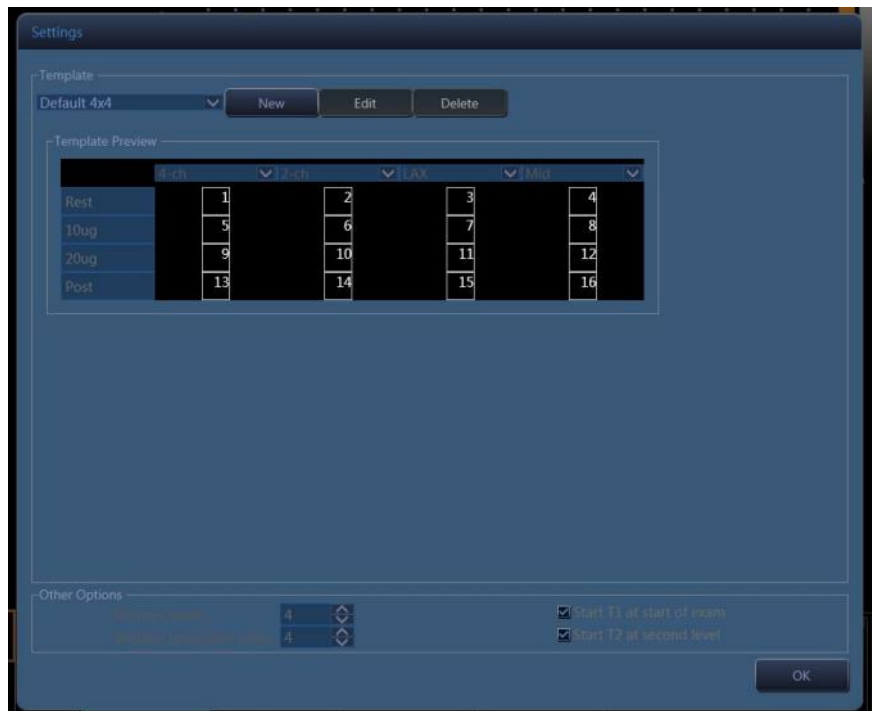 Settings
Template
Default 4x4 New Edit Delete
Template Preview
4-ch 2-ch LAX Mid
Rest 1 2 3 4
10ug 5 6 7 8
20ug 9 10 11 12
Post 13 14 15 16
Other Options
4 Start T1 at start of exam
4 Start T2 at second level
OK